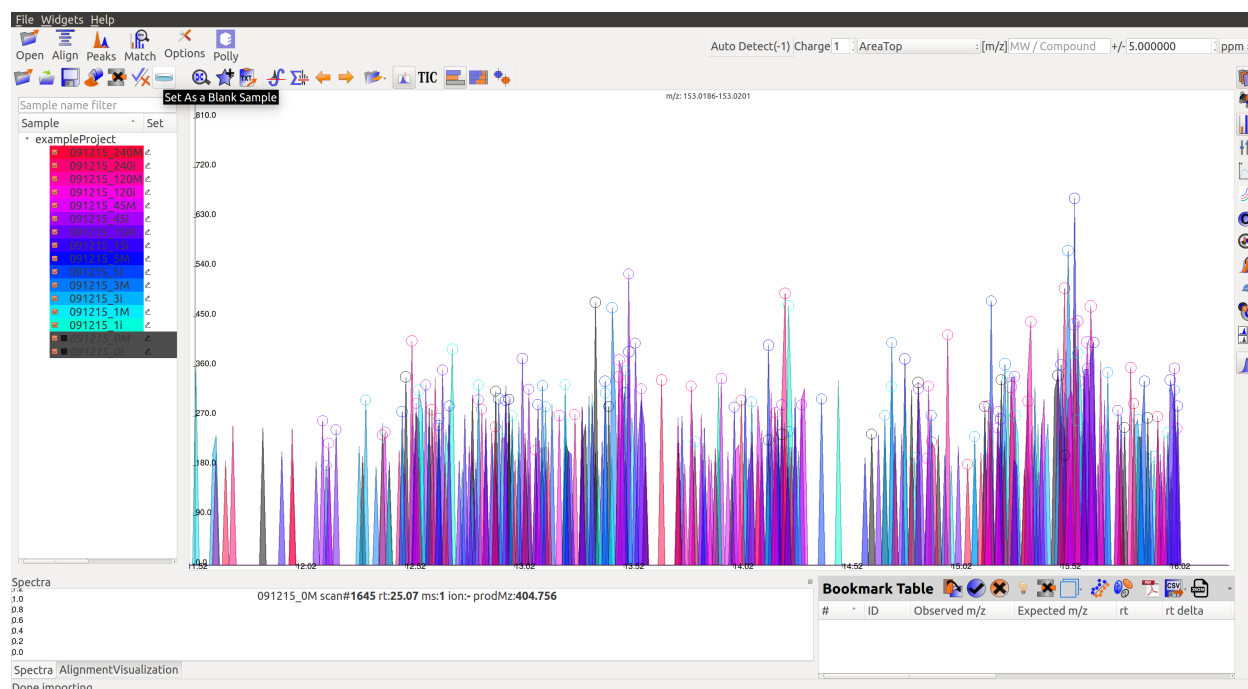 File Widgets Help
Open Align Peaks Match Options Polly
Auto Detect(-1) Charge 1 AreaTop [m/z] MW / Compound +/- 5.000000 ppm
TIC
Set As a Blank Sample
Sample name filter
Sample Set
exampleProject
091215_240M
091215_240i
091215_120M
091215_120i
091215_45M
091215_45i
091215_15M
091215_15i
091215_5M
091215_5i
091215_3M
091215_3i
091215_1M
091215_1i
091215_0M
091215_0i
m/z: 153.0186-153.0201
810.0
720.0
630.0
540.0
450.0
360.0
270.0
180.0
90.0
0.0
11.52 12.02 12.52 13.02 13.52 14.02 14.52 15.02 15.52 16.02
Spectra
091215_0M scan#1645 rt:25.07 ms:1 ion:- prodMz:404.756
1.2
1.0
0.8
0.6
0.4
0.2
0.0
Spectra AlignmentVisualization
Bookmark Table
# ID Observed m/z Expected m/z rt rt delta
Done importing